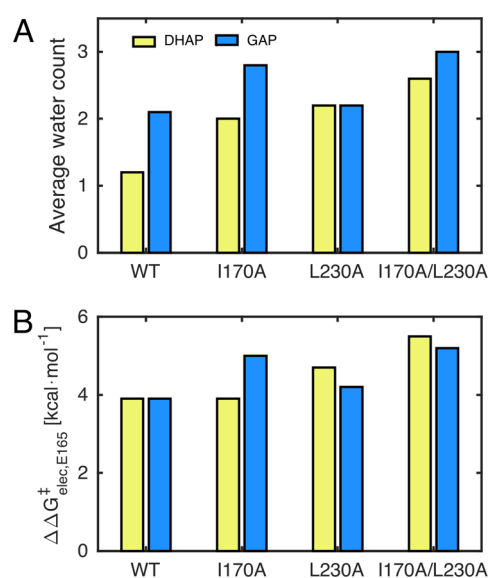 A
DHAP GAP
Average water count
3
2
1
0
WT I170A L230A I170A/L230A
B
ΔΔG‡elec,E165 [kcal·mol-1]
6
4
2
0
WT I170A L230A I170A/L230A